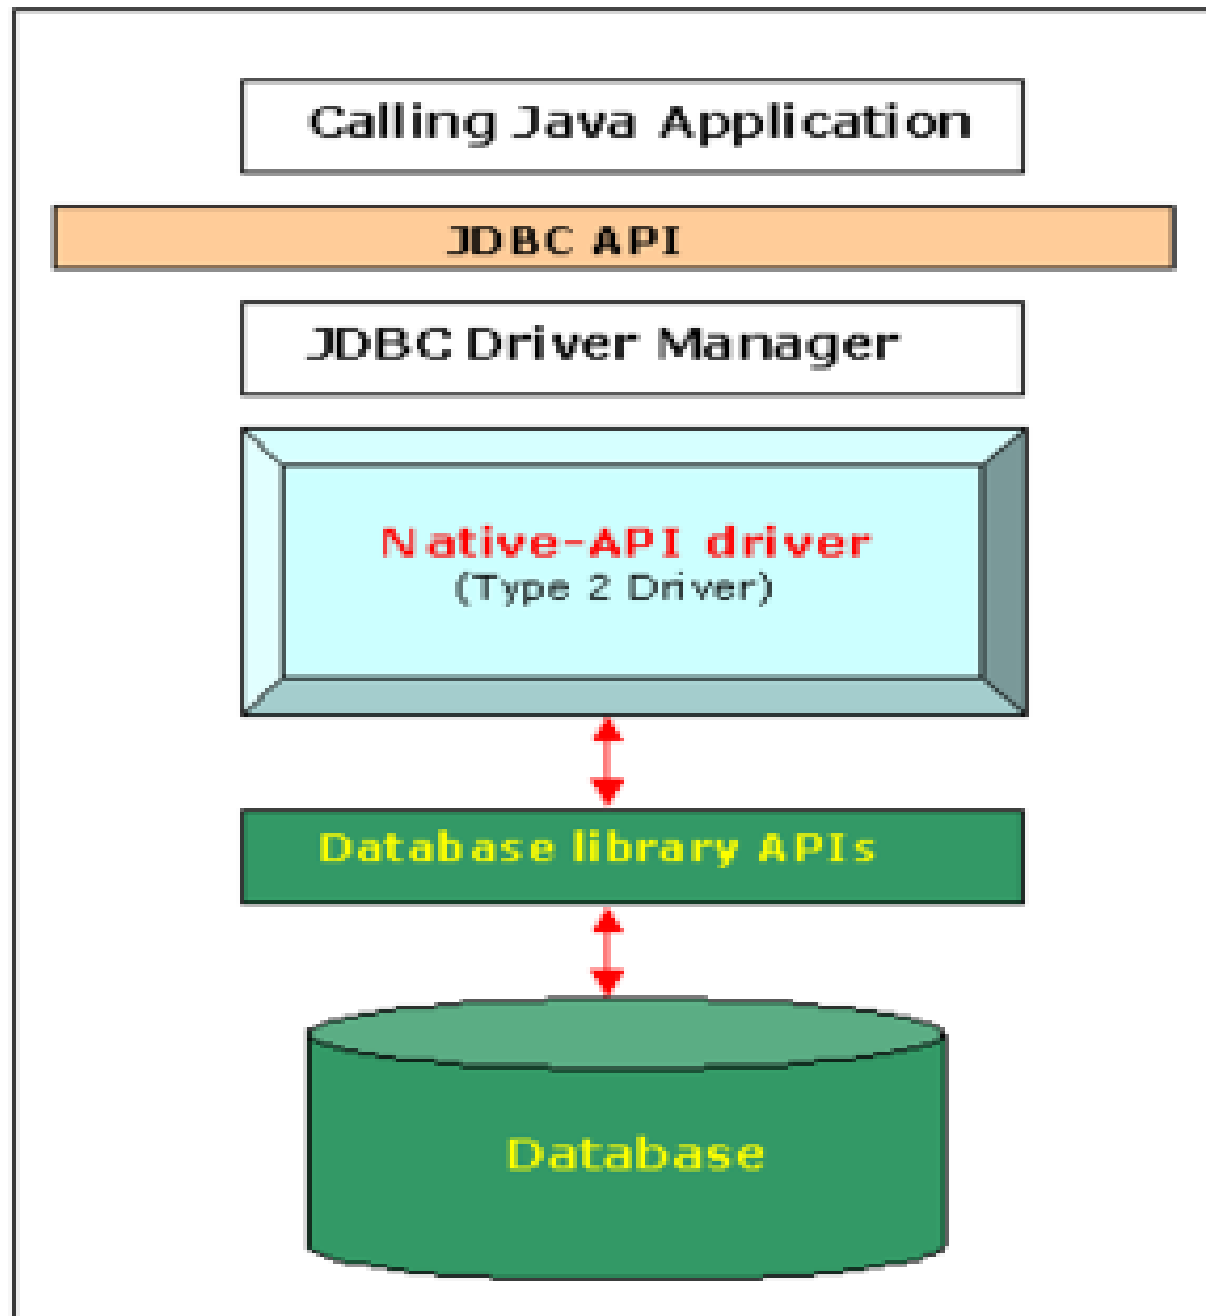 Calling Java Application
JDBC API
JDBC Driver Manager
Native-API driver
(Type 2 Driver)
Database library APIs
Database